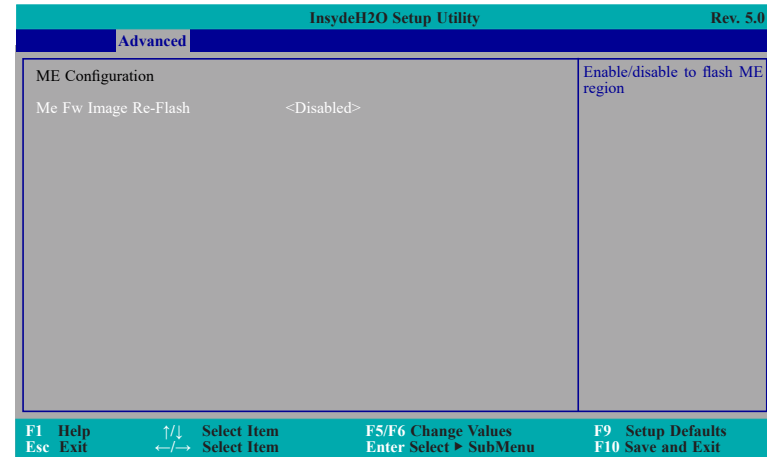 InsydeH2O Setup Utility Rev. 5.0
Advanced
ME Configuration
Me Fw Image Re-Flash <Disabled>
Enable/disable to flash ME
region
F1 Help ↑/↓ Select Item F5/F6 Change Values F9 Setup Defaults
Esc Exit ←/→ Select Item Enter Select ► SubMenu F10 Save and Exit